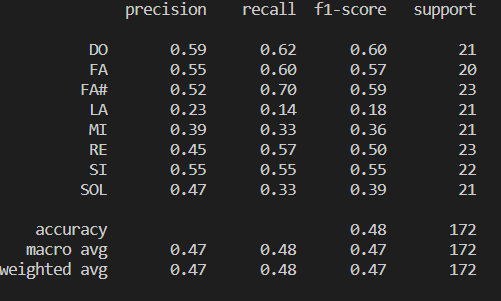 precision recall f1-score support
DO 0.59 0.62 0.60 21
FA 0.55 0.60 0.57 20
FA# 0.52 0.70 0.59 23
LA 0.23 0.14 0.18 21
MI 0.39 0.33 0.36 21
RE 0.45 0.57 0.50 23
SI 0.55 0.55 0.55 22
SOL 0.47 0.33 0.39 21
accuracy 0.48 172
macro avg 0.47 0.48 0.47 172
weighted avg 0.47 0.48 0.47 172